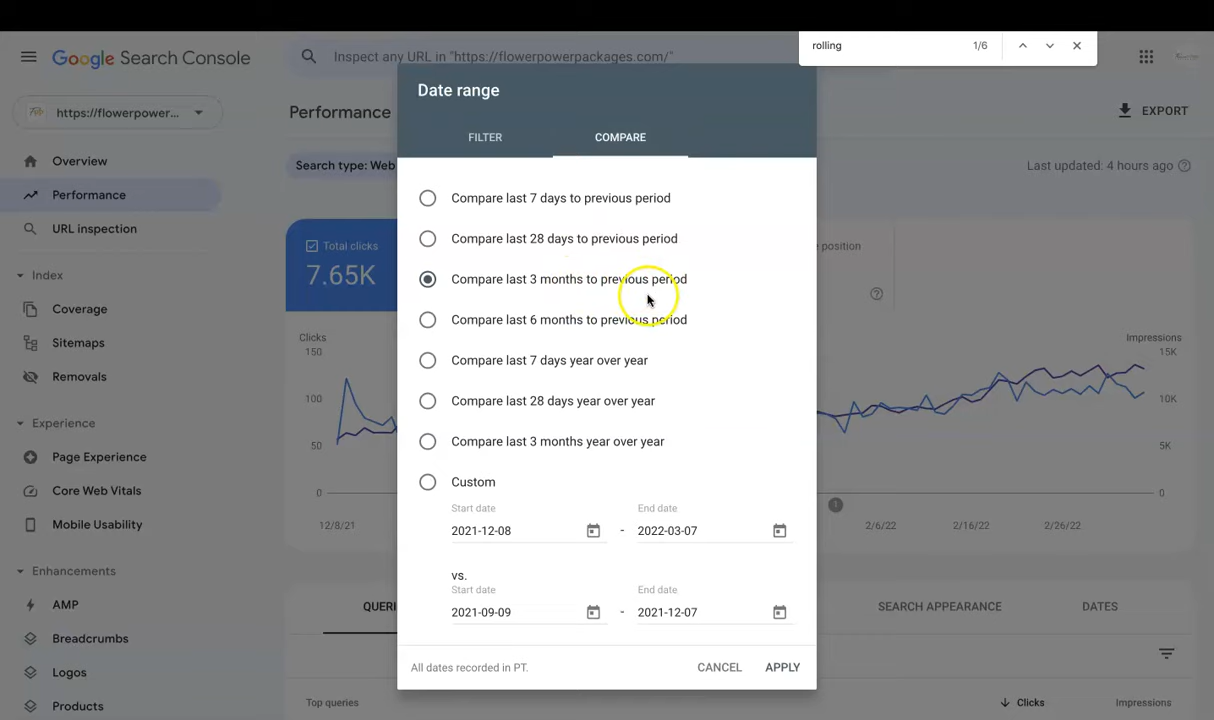 rolling 1/6
Google Search Console
Inspect any URL in "https://flowerpowerpackages.com/"
https://flowerpower...
Performance
EXPORT
Search type: Web
Last updated: 4 hours ago
Overview
Performance
URL inspection
Index
Coverage
Sitemaps
Removals
Experience
Page Experience
Core Web Vitals
Mobile Usability
Enhancements
AMP
Breadcrumbs
Logos
Products
Total clicks
7.65K
e position
Clicks
150
100
50
0
Impressions
15K
10K
5K
0
12/8/21
1
2/6/22
2/16/22
2/26/22
QUERI
SEARCH APPEARANCE
DATES
Top queries
Clicks
Impressions
Date range
FILTER
COMPARE
Compare last 7 days to previous period
Compare last 28 days to previous period
Compare last 3 months to previous period
Compare last 6 months to previous period
Compare last 7 days year over year
Compare last 28 days year over year
Compare last 3 months year over year
Custom
Start date
End date
2021-12-08 - 2022-03-07
vs.
Start date
End date
2021-09-09 - 2021-12-07
All dates recorded in PT.
CANCEL
APPLY